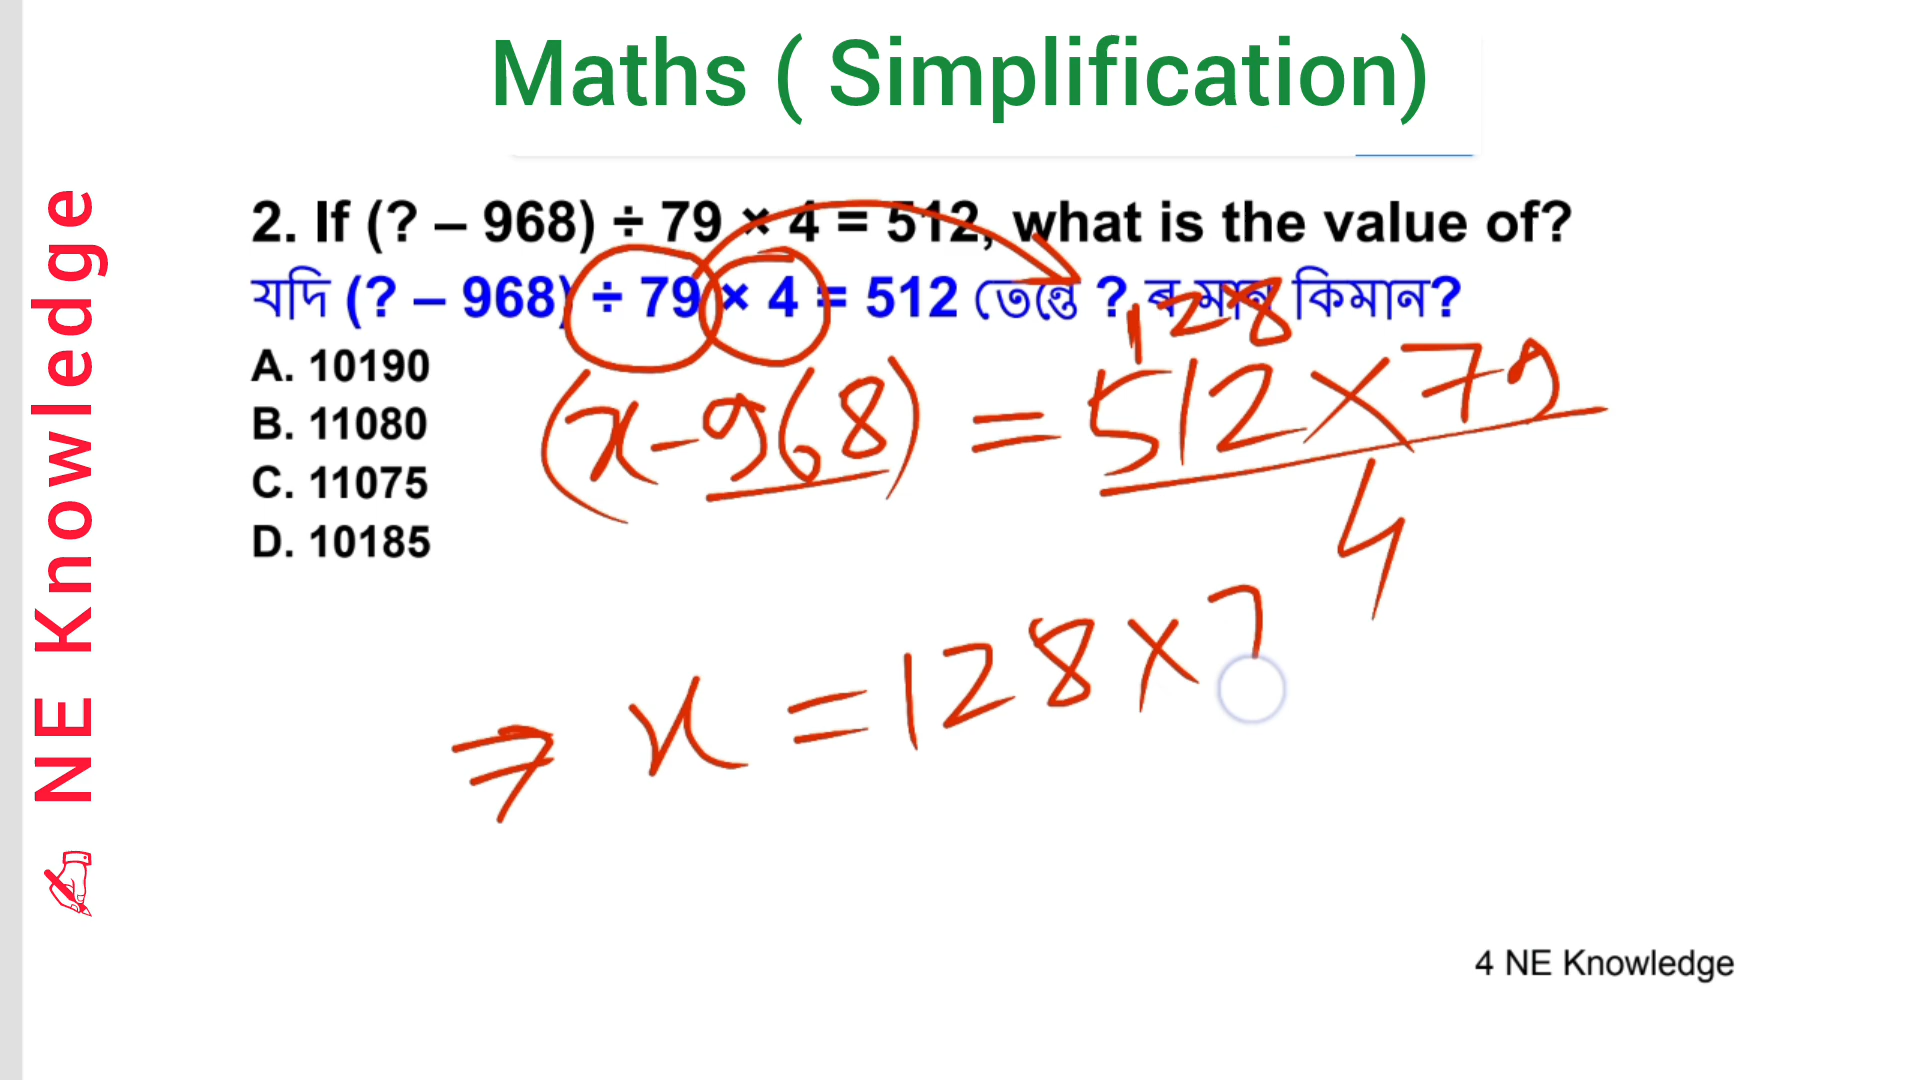 Maths ( Simplification)
2. If (? – 968) ÷ 79 × 4 = 512, what is the value of?
যদি (? – 968) ÷ 79 × 4 = 512 তেন্তে ? ৰ মান কিমান?
A. 10190
B. 11080
C. 11075
D. 10185
128
(x-968) = 512×79
4
⇒ x = 128×7
NE Knowledge
4 NE Knowledge